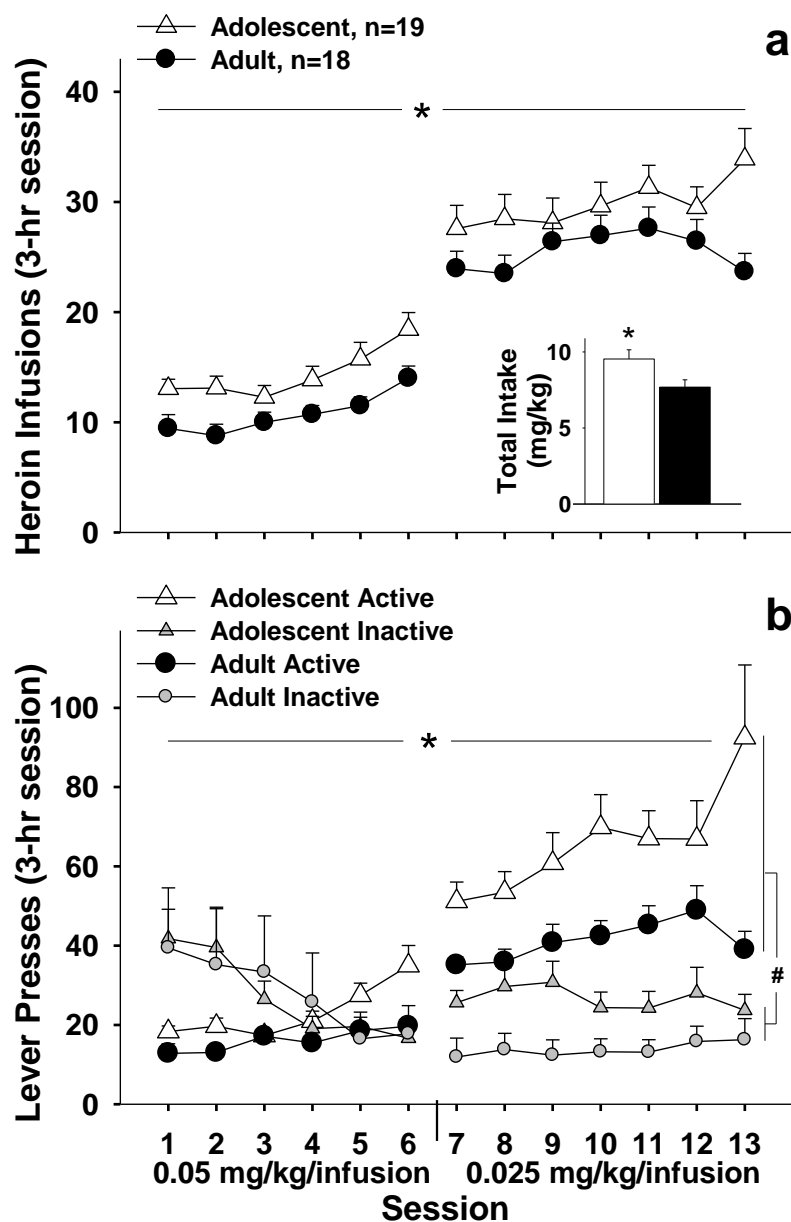 Adolescent, n=19
Adult, n=18
a
Heroin Infusions (3-hr session)
40
30
20
10
0
*
*
Total Intake
(mg/kg)
10
5
0
b
Adolescent Active
Adolescent Inactive
Adult Active
Adult Inactive
Lever Presses (3-hr session)
100
80
60
40
20
0
*
#
1 2 3 4 5 6 7 8 9 10 11 12 13
0.05 mg/kg/infusion 0.025 mg/kg/infusion
Session